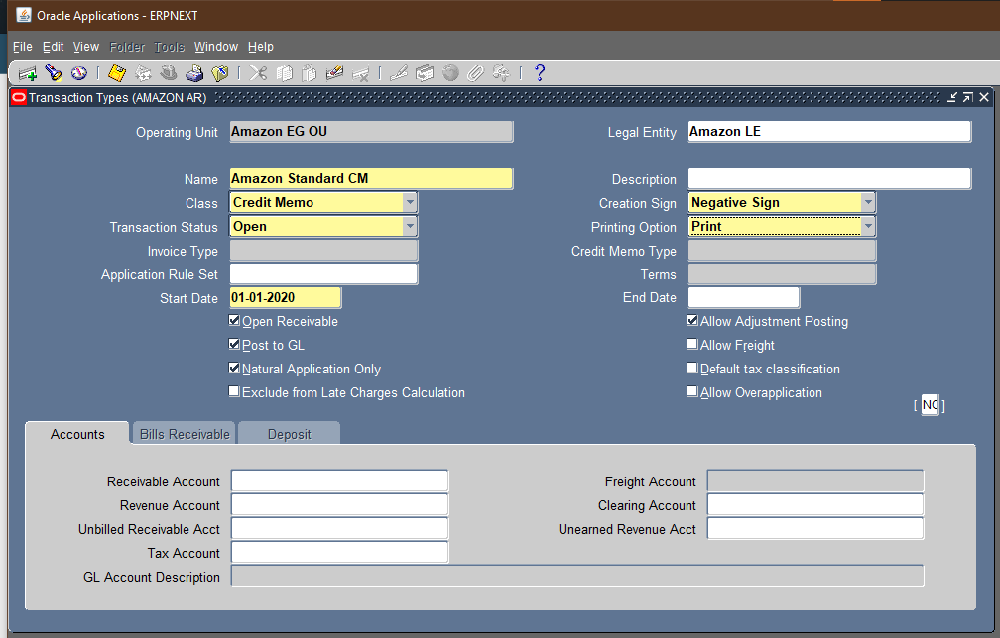 Oracle Applications - ERPNEXT
File Edit View Folder Tools Window Help
Transaction Types (AMAZON AR)
Operating Unit Amazon EG OU Legal Entity Amazon LE
Name Amazon Standard CM Description
Class Credit Memo Creation Sign Negative Sign
Transaction Status Open Printing Option Print
Invoice Type Credit Memo Type
Application Rule Set Terms
Start Date 01-01-2020 End Date
Open Receivable Allow Adjustment Posting
Post to GL Allow Freight
Natural Application Only Default tax classification
Exclude from Late Charges Calculation Allow Overapplication
[ NO ]
Accounts Bills Receivable Deposit
Receivable Account Freight Account
Revenue Account Clearing Account
Unbilled Receivable Acct Unearned Revenue Acct
Tax Account
GL Account Description